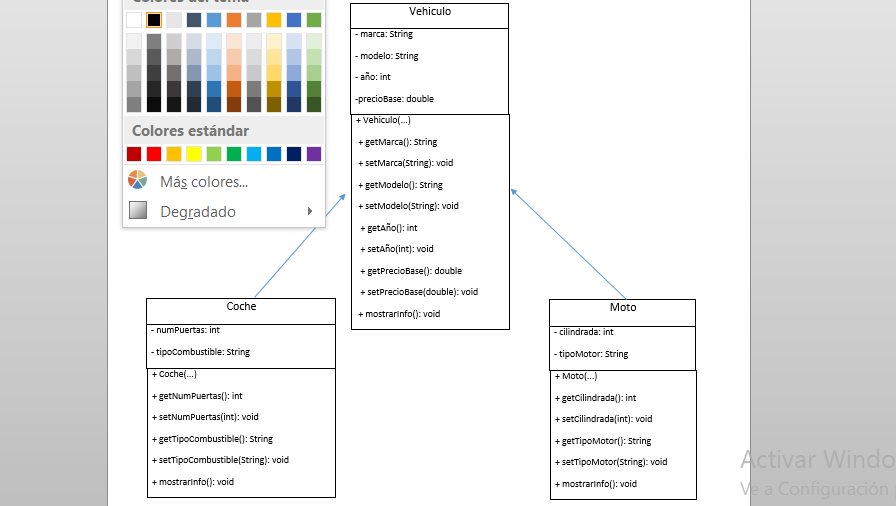 Colores del tema
Colores estándar
Más colores...
Degradado
Vehiculo
- marca: String
- modelo: String
- año: int
-precioBase: double
+ Vehiculo(...)
+ getMarca(): String
+ setMarca(String): void
+ getModelo(): String
+ setModelo(String): void
+ getAño(): int
+ setAño(int): void
+ getPrecioBase(): double
+ setPrecioBase(double): void
+ mostrarInfo(): void
Coche
- numPuertas: int
- tipoCombustible: String
+ Coche(...)
+ getNumPuertas(): int
+ setNumPuertas(int): void
+ getTipoCombustible(): String
+ setTipoCombustible(String): void
+ mostrarInfo(): void
Moto
- cilindrada: int
- tipoMotor: String
+ Moto(...)
+ getCilindrada(): int
+ setCilindrada(int): void
+ getTipoMotor(): String
+ setTipoMotor(String): void
+ mostrarInfo(): void
Activar Windo
Ve a Configuración